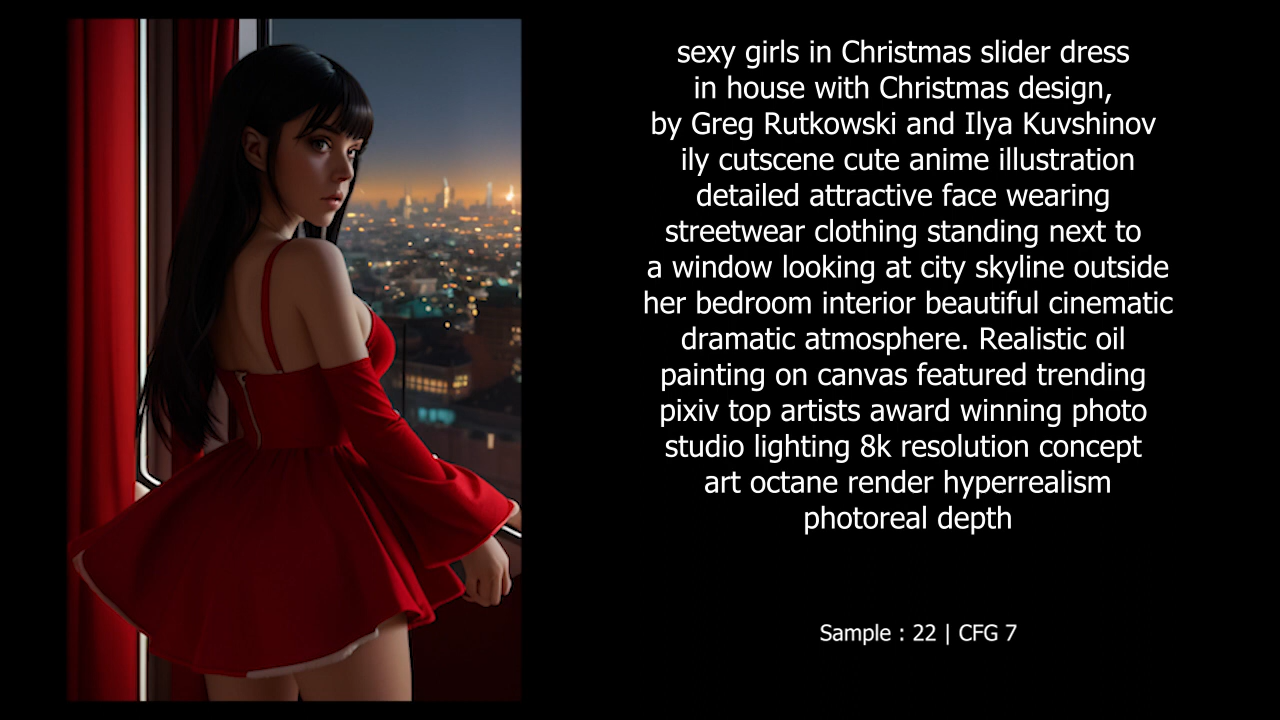 sexy girls in Christmas slider dress
in house with Christmas design,
by Greg Rutkowski and Ilya Kuvshinov
ily cutscene cute anime illustration
detailed attractive face wearing
streetwear clothing standing next to
a window looking at city skyline outside
her bedroom interior beautiful cinematic
dramatic atmosphere. Realistic oil
painting on canvas featured trending
pixiv top artists award winning photo
studio lighting 8k resolution concept
art octane render hyperrealism
photoreal depth
Sample : 22 | CFG 7